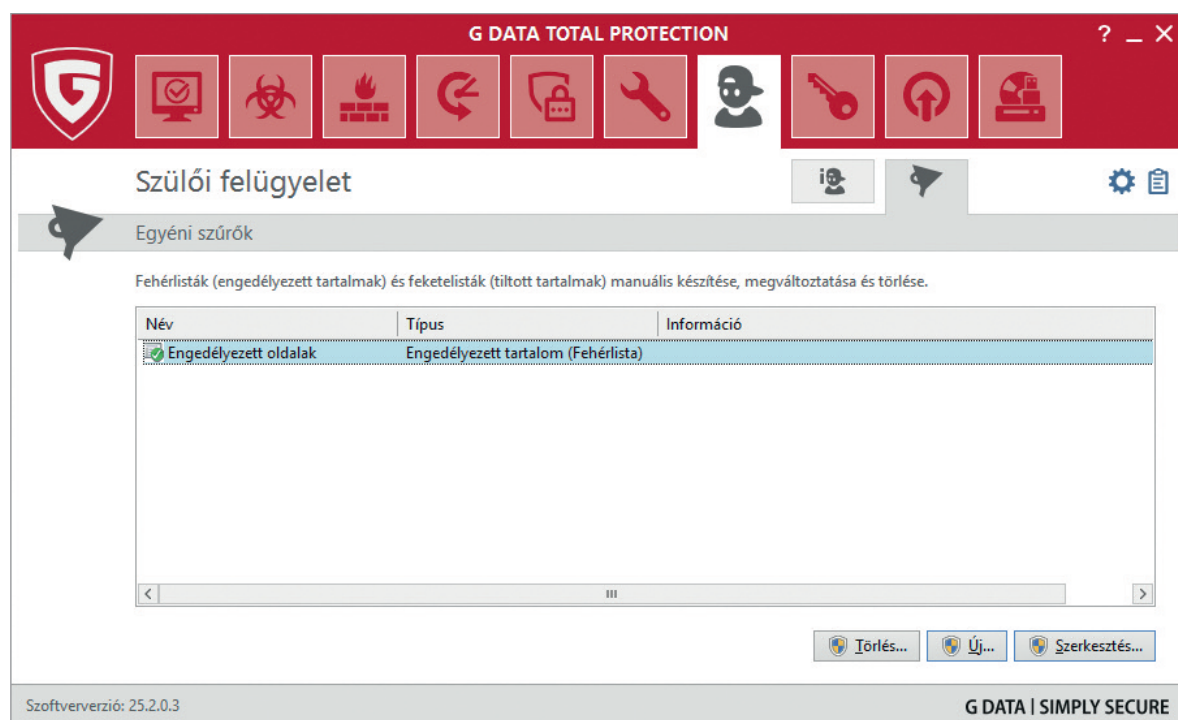 G DATA TOTAL PROTECTION
Szülői felügyelet
Egyéni szűrők
Fehérlisták (engedélyezett tartalmak) és feketelisták (tiltott tartalmak) manuális készítése, megváltoztatása és törlése.
Név Típus Információ
Engedélyezett oldalak Engedélyezett tartalom (Fehérlista)
Törlés... Új... Szerkesztés...
Szoftververzió: 25.2.0.3 G DATA | SIMPLY SECURE